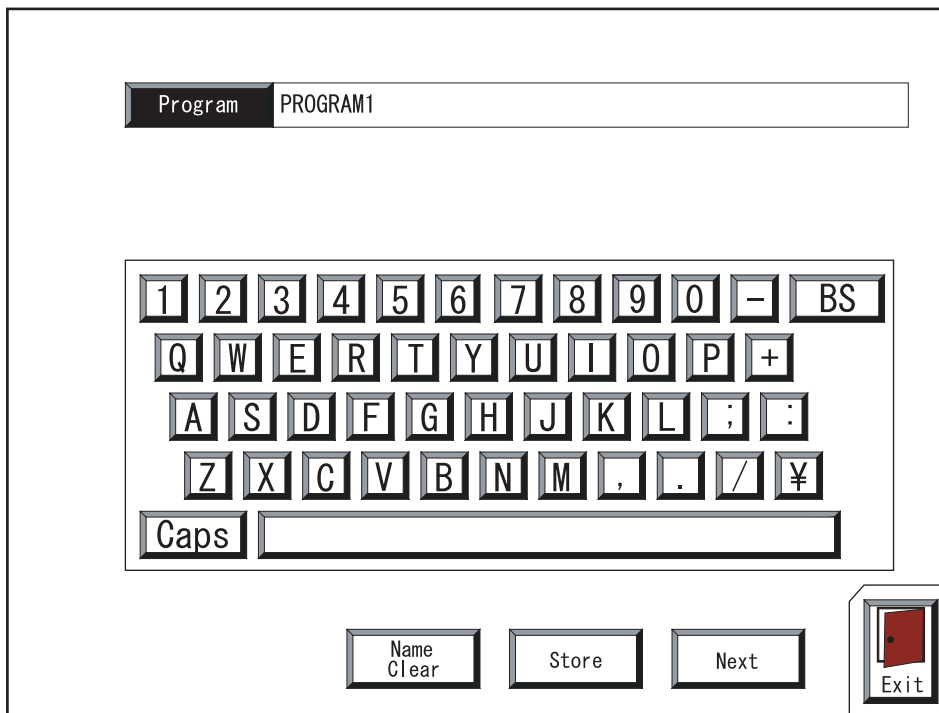 Program PROGRAM1
1 2 3 4 5 6 7 8 9 0 - BS
Q W E R T Y U I O P +
A S D F G H J K L ; :
Z X C V B N M , . / ¥
Caps
Name
Clear
Store
Next
Exit